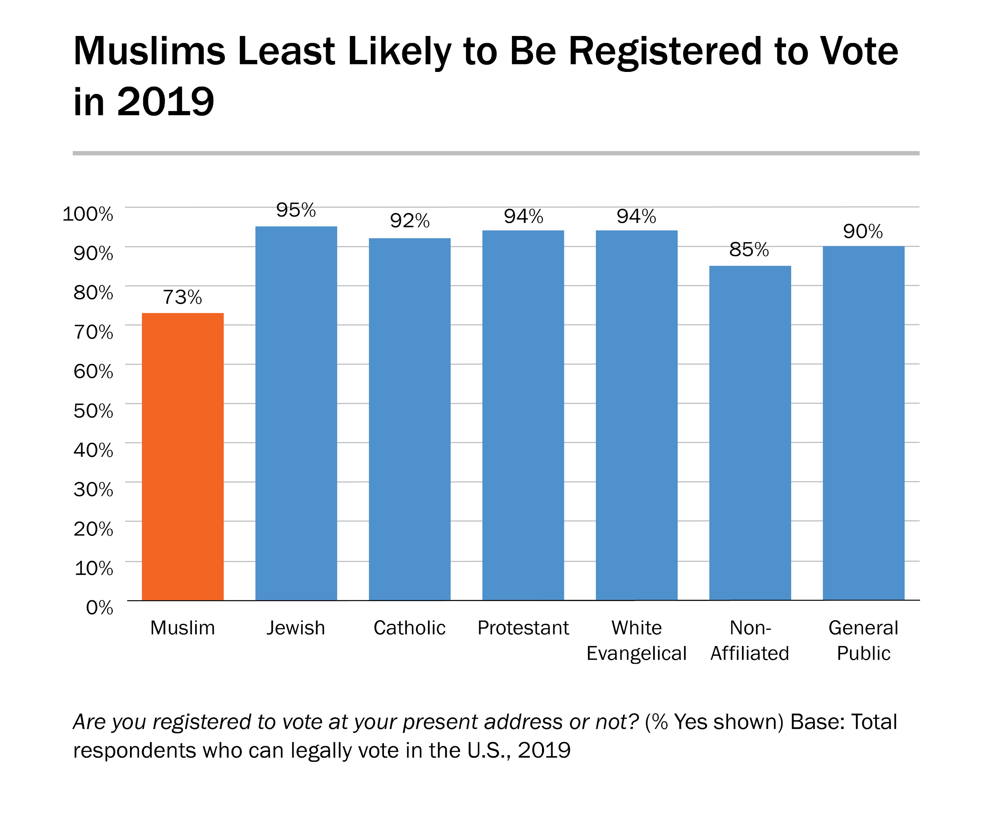 Muslims Least Likely to Be Registered to Vote
in 2019
100%
90%
80%
70%
60%
50%
40%
30%
20%
10%
0%
73%
95%
92%
94%
94%
85%
90%
Muslim
Jewish
Catholic
Protestant
White
Evangelical
Non-
Affiliated
General
Public
Are you registered to vote at your present address or not? (% Yes shown) Base: Total
respondents who can legally vote in the U.S., 2019